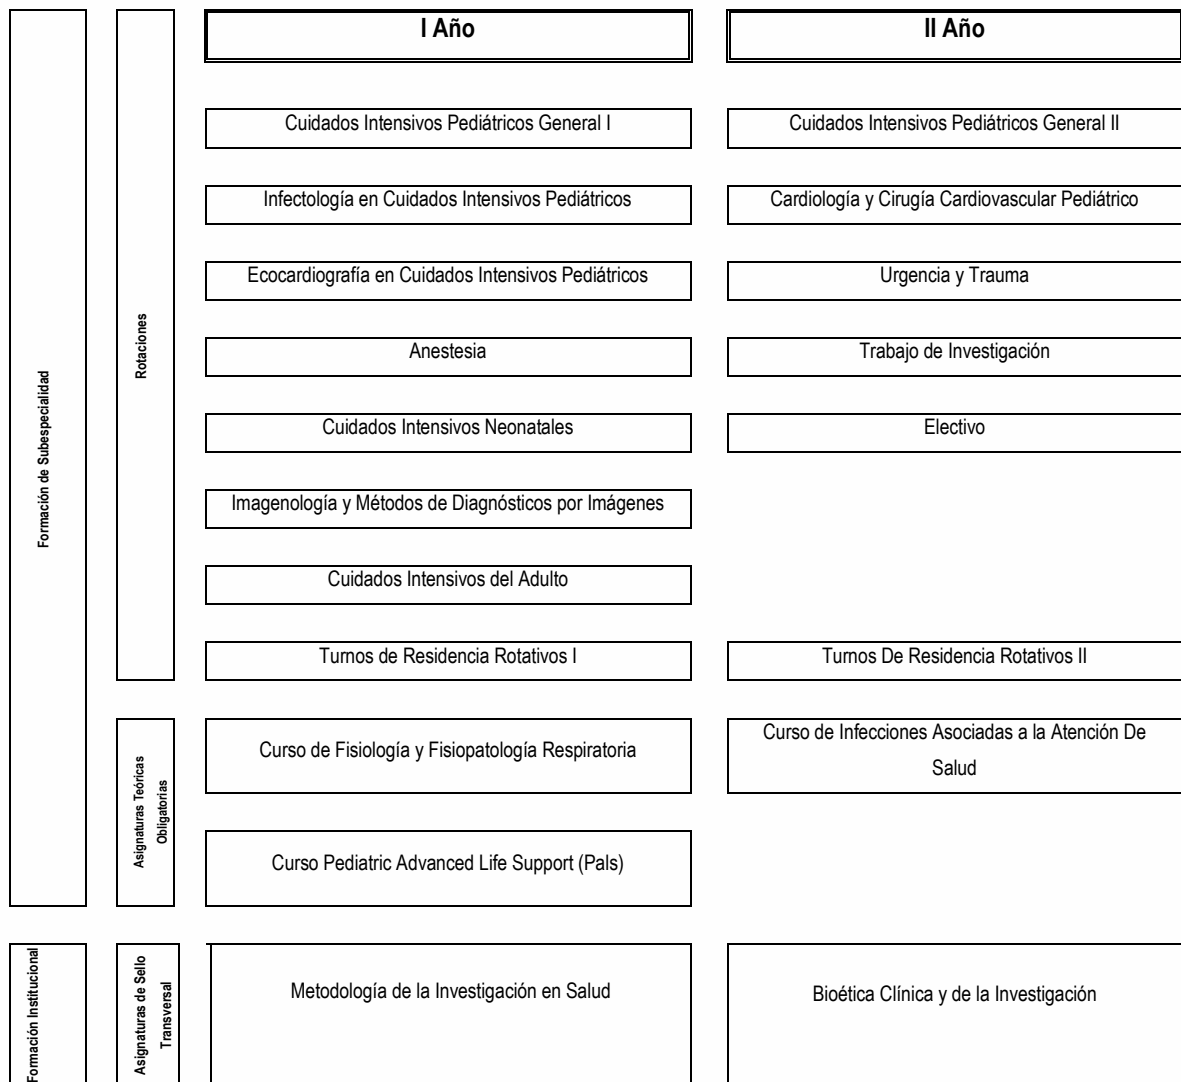 I Año
II Año
Formación de Subespecialidad
Rotaciones
Cuidados Intensivos Pediátricos General I
Cuidados Intensivos Pediátricos General II
Infectología en Cuidados Intensivos Pediátricos
Cardiología y Cirugía Cardiovascular Pediátrico
Ecocardiografía en Cuidados Intensivos Pediátricos
Urgencia y Trauma
Anestesia
Trabajo de Investigación
Cuidados Intensivos Neonatales
Electivo
Imagenología y Métodos de Diagnósticos por Imágenes
Cuidados Intensivos del Adulto
Turnos de Residencia Rotativos I
Turnos De Residencia Rotativos II
Asignaturas Teóricas
Obligatorias
Curso de Fisiología y Fisiopatología Respiratoria
Curso de Infecciones Asociadas a la Atención De
Salud
Curso Pediatric Advanced Life Support (Pals)
Formación Institucional
Asignaturas de Sello
Transversal
Metodología de la Investigación en Salud
Bioética Clínica y de la Investigación